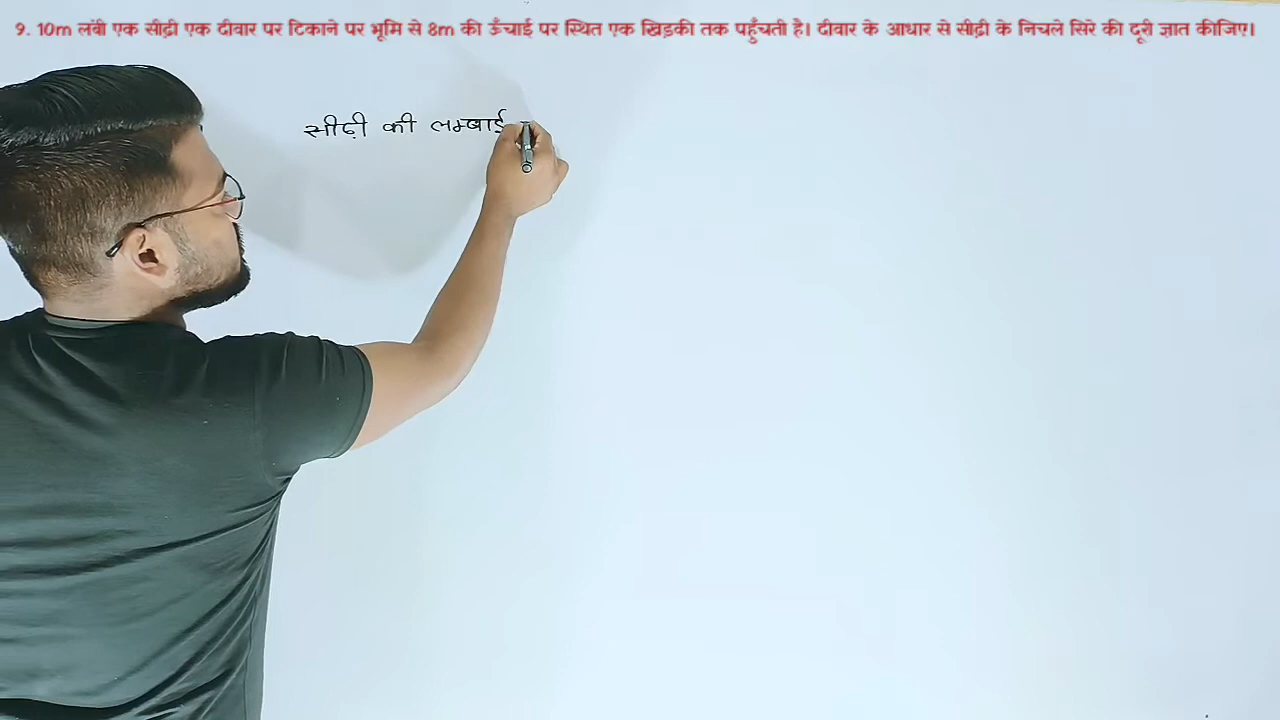 9. 10m लंबी एक सीढ़ी एक दीवार पर टिकाने पर भूमि से 8m की ऊँचाई पर स्थित एक खिड़की तक पहुँचती है। दीवार के आधार से सीढ़ी के निचले सिरे की दूरी ज्ञात कीजिए।
सीढ़ी की लम्बाई